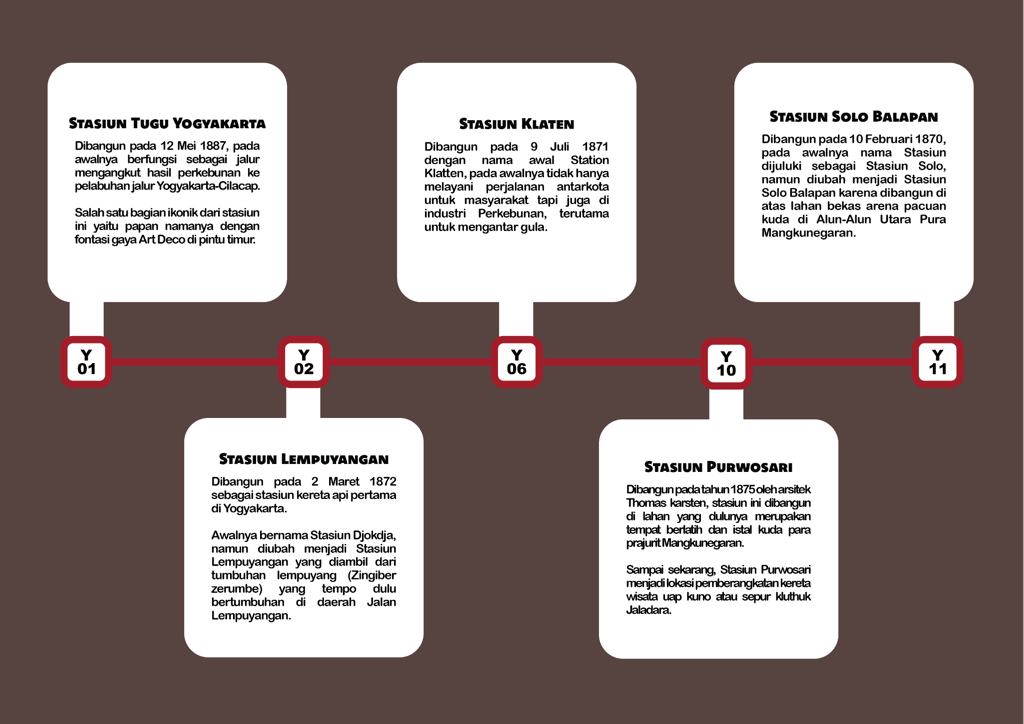 STASIUN TUGU YOGYAKARTA
Dibangun pada 12 Mei 1887, pada
awalnya berfungsi sebagai jalur
mengangkut hasil perkebunan ke
pelabuhan jalur Yogyakarta-Cilacap.
Salah satu bagian ikonik dari stasiun
ini yaitu papan namanya dengan
fontasi gaya Art Deco di pintu timur.
STASIUN KLATEN
Dibangun pada 9 Juli 1871
dengan nama awal Station
Klatten, pada awalnya tidak hanya
melayani perjalanan antarkota
untuk masyarakat tapi juga di
industri Perkebunan, terutama
untuk mengantar gula.
STASIUN SOLO BALAPAN
Dibangun pada 10 Februari 1870,
pada awalnya nama Stasiun
dijuluki sebagai Stasiun Solo,
namun diubah menjadi Stasiun
Solo Balapan karena dibangun di
atas lahan bekas arena pacuan
kuda di Alun-Alun Utara Pura
Mangkunegaran.
Y
01
Y
02
Y
06
Y
10
Y
11
STASIUN LEMPUYANGAN
Dibangun pada 2 Maret 1872
sebagai stasiun kereta api pertama
di Yogyakarta.
Awalnya bernama Stasiun Djokdja,
namun diubah menjadi Stasiun
Lempuyangan yang diambil dari
tumbuhan lempuyang (Zingiber
zerumbe) yang tempo dulu
bertumbuhan di daerah Jalan
Lempuyangan.
STASIUN PURWOSARI
Dibangun pada tahun 1875 oleh arsitek
Thomas karsten, stasiun ini dibangun
di lahan yang dulunya merupakan
tempat berlatih dan istal kuda para
prajurit Mangkunegaran.
Sampai sekarang, Stasiun Purwosari
menjadi lokasi pemberangkatan kereta
wisata uap kuno atau sepur kluthuk
Jaladara.